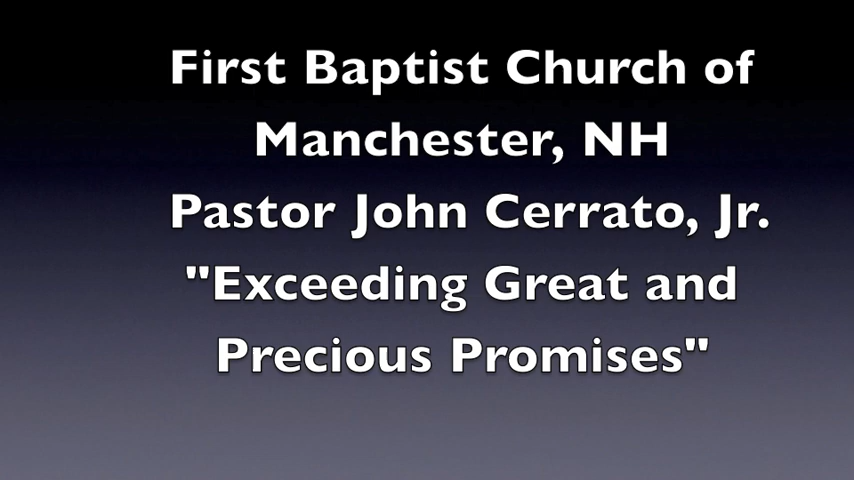 First Baptist Church of
Manchester, NH
Pastor John Cerrato, Jr.
"Exceeding Great and
Precious Promises"